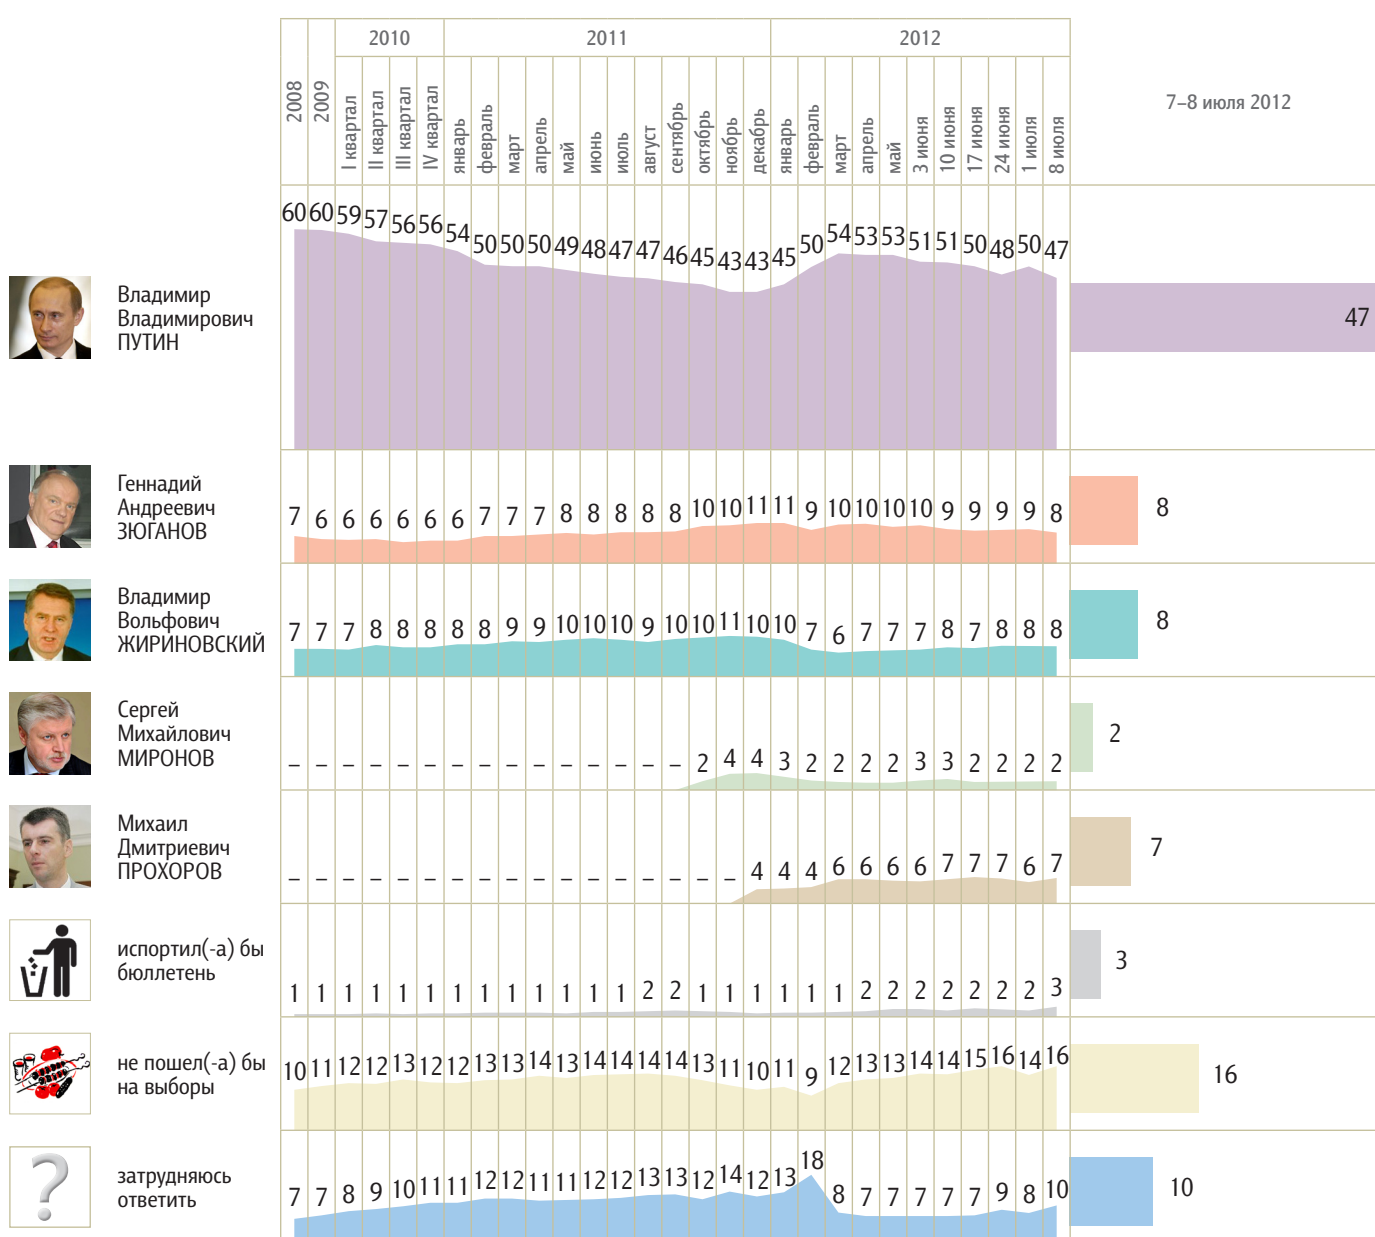 2010 2011 2012
2008 2009 I квартал II квартал III квартал IV квартал январь февраль март апрель май июнь июль август сентябрь октябрь ноябрь декабрь январь февраль март апрель май 3 июня 10 июня 17 июня 24 июня 1 июля 8 июля
7–8 июля 2012
60 60 59 57 56 56 54 50 50 50 49 48 47 47 46 45 43 43 45 50 54 53 53 51 51 50 48 50 47
Владимир
Владимирович
ПУТИН
47
Геннадий
Андреевич
ЗЮГАНОВ
7 6 6 6 6 6 6 7 7 7 8 8 8 8 8 10 10 11 11 9 10 10 10 10 9 9 9 9 8
8
Владимир
Вольфович
ЖИРИНОВСКИЙ
7 7 7 8 8 8 8 8 9 9 10 10 10 9 10 10 11 10 10 7 6 7 7 7 8 7 8 8 8
8
Сергей
Михайлович
МИРОНОВ
– – – – – – – – – – – – – – – 2 4 4 3 2 2 2 2 3 3 2 2 2 2
2
Михаил
Дмитриевич
ПРОХОРОВ
– – – – – – – – – – – – – – – – – 4 4 4 6 6 6 6 7 7 7 6 7
7
испортил(-а) бы
бюллетень
1 1 1 1 1 1 1 1 1 1 1 1 1 2 2 1 1 1 1 1 1 2 2 2 2 2 2 2 3
3
не пошел(-а) бы
на выборы
10 11 12 12 13 12 12 13 13 14 13 14 14 14 14 13 11 10 11 9 12 13 13 14 14 15 16 14 16
16
затрудняюсь
ответить
7 7 8 9 10 11 11 12 12 11 11 12 12 13 13 12 14 12 13 18 8 7 7 7 7 7 9 8 10
10